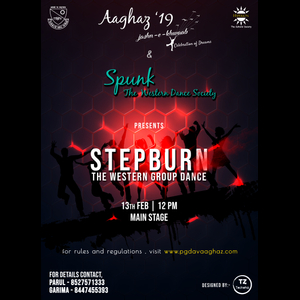 Aaghaz '19
jashn-e-khwaab
Celebration of Dreams
&
Spunk
The Western Dance Society
PRESENTS
STEPBURN
THE WESTERN GROUP DANCE
13TH FEB | 12 PM
MAIN STAGE
for rules and regulations . visit www.pgdavaaghaz.com
FOR DETAILS CONTACT,
PARUL - 8527571333
GARIMA - 8447455393
DESIGNED BY:-
TZ